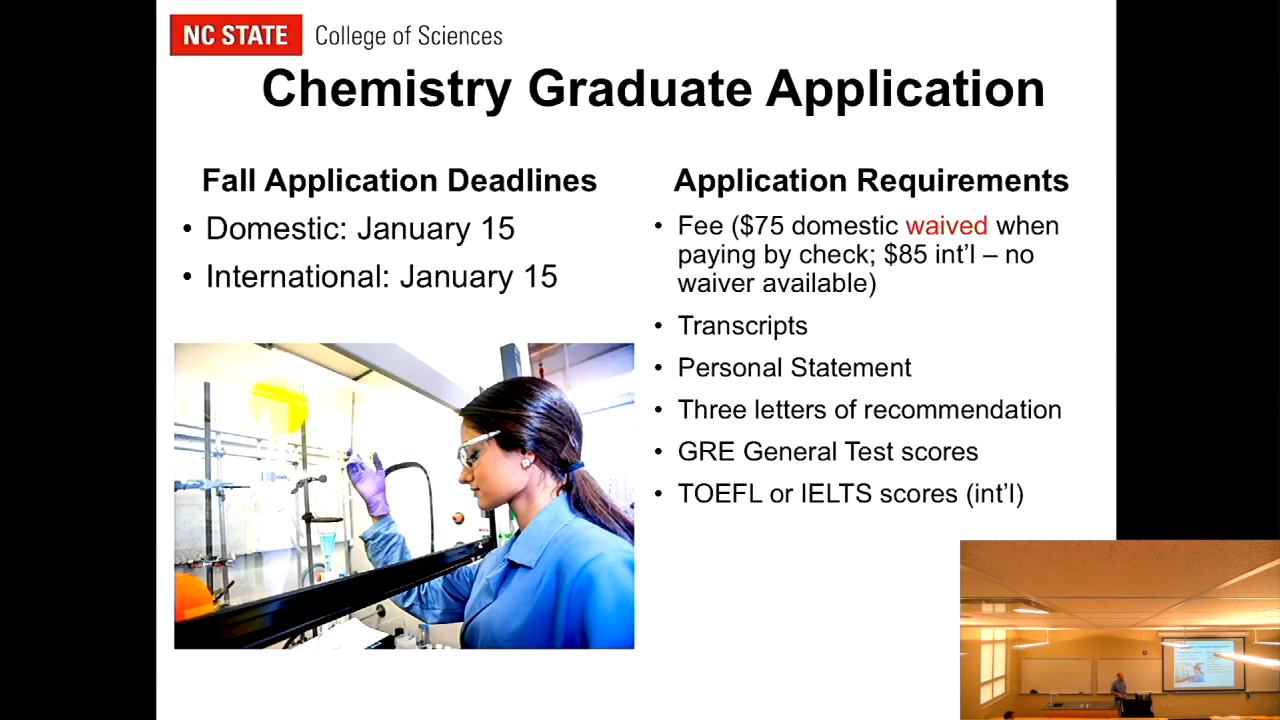 NC STATE College of Sciences
Chemistry Graduate Application
Fall Application Deadlines
• Domestic: January 15
• International: January 15
Application Requirements
• Fee ($75 domestic waived when
paying by check; $85 int’l – no
waiver available)
• Transcripts
• Personal Statement
• Three letters of recommendation
• GRE General Test scores
• TOEFL or IELTS scores (int’l)